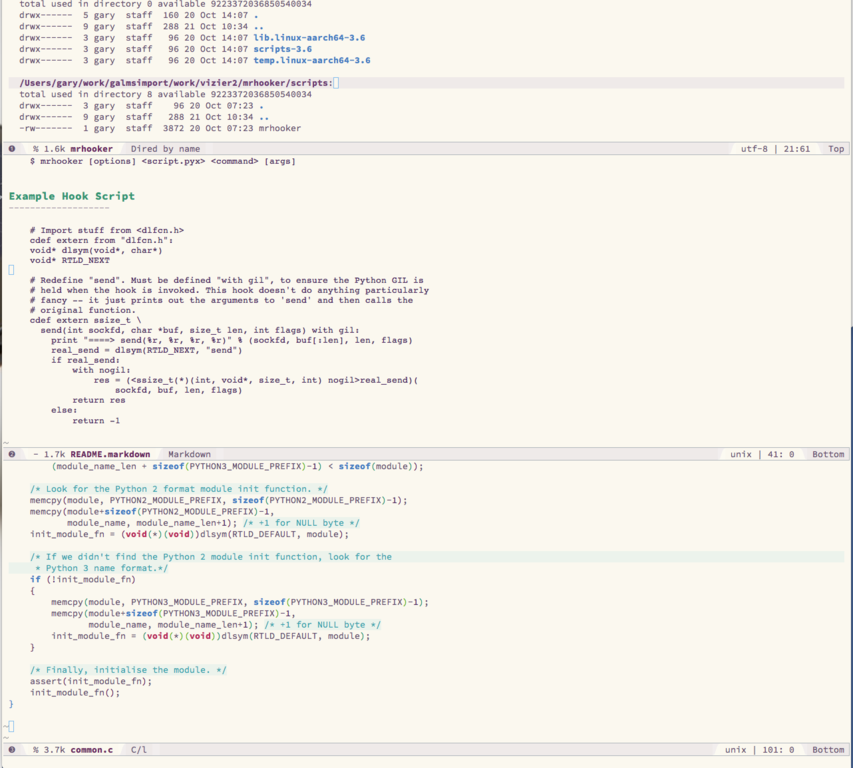 total used in directory 0 available 9223372036850540034
drwx------  5 gary  staff  160 20 Oct 14:07 .
drwx------  9 gary  staff  288 21 Oct 10:34 ..
drwx------  3 gary  staff   96 20 Oct 14:07 lib.linux-aarch64-3.6
drwx------  3 gary  staff   96 20 Oct 14:07 scripts-3.6
drwx------  3 gary  staff   96 20 Oct 14:07 temp.linux-aarch64-3.6
/Users/gary/work/galmsimport/work/vizier2/mrhooker/scripts:
total used in directory 8 available 9223372036850540034
drwx------  3 gary  staff    96 20 Oct 07:23 .
drwx------  9 gary  staff   288 21 Oct 10:34 ..
-rw-------  1 gary  staff  3872 20 Oct 07:23 mrhooker
❶ % 1.6k mrhooker Dired by name utf-8 | 21:61 Top
$ mrhooker [options] <script.pyx> <command> [args]
Example Hook Script
-------------------
# Import stuff from <dlfcn.h>
cdef extern from "dlfcn.h":
void* dlsym(void*, char*)
void* RTLD_NEXT
# Redefine "send". Must be defined "with gil", to ensure the Python GIL is
# held when the hook is invoked. This hook doesn't do anything particularly
# fancy -- it just prints out the arguments to 'send' and then calls the
# original function.
cdef extern ssize_t \
send(int sockfd, char *buf, size_t len, int flags) with gil:
print "====> send(%r, %r, %r, %r)" % (sockfd, buf[:len], len, flags)
real_send = dlsym(RTLD_NEXT, "send")
if real_send:
with nogil:
res = (<ssize_t(*)(int, void*, size_t, int) nogil>real_send)(
sockfd, buf, len, flags)
return res
else:
return -1
~
❷ - 1.7k README.markdown Markdown unix | 41: 0 Bottom
(module_name_len + sizeof(PYTHON3_MODULE_PREFIX)-1) < sizeof(module));
/* Look for the Python 2 format module init function. */
memcpy(module, PYTHON2_MODULE_PREFIX, sizeof(PYTHON2_MODULE_PREFIX)-1);
memcpy(module+sizeof(PYTHON2_MODULE_PREFIX)-1,
module_name, module_name_len+1); /* +1 for NULL byte */
init_module_fn = (void(*)(void))dlsym(RTLD_DEFAULT, module);
/* If we didn't find the Python 2 module init function, look for the
* Python 3 name format.*/
if (!init_module_fn)
{
memcpy(module, PYTHON3_MODULE_PREFIX, sizeof(PYTHON3_MODULE_PREFIX)-1);
memcpy(module+sizeof(PYTHON3_MODULE_PREFIX)-1,
module_name, module_name_len+1); /* +1 for NULL byte */
init_module_fn = (void(*)(void))dlsym(RTLD_DEFAULT, module);
}
/* Finally, initialise the module. */
assert(init_module_fn);
init_module_fn();
}
~
~
❸ % 3.7k common.c C/l unix | 101: 0 Bottom